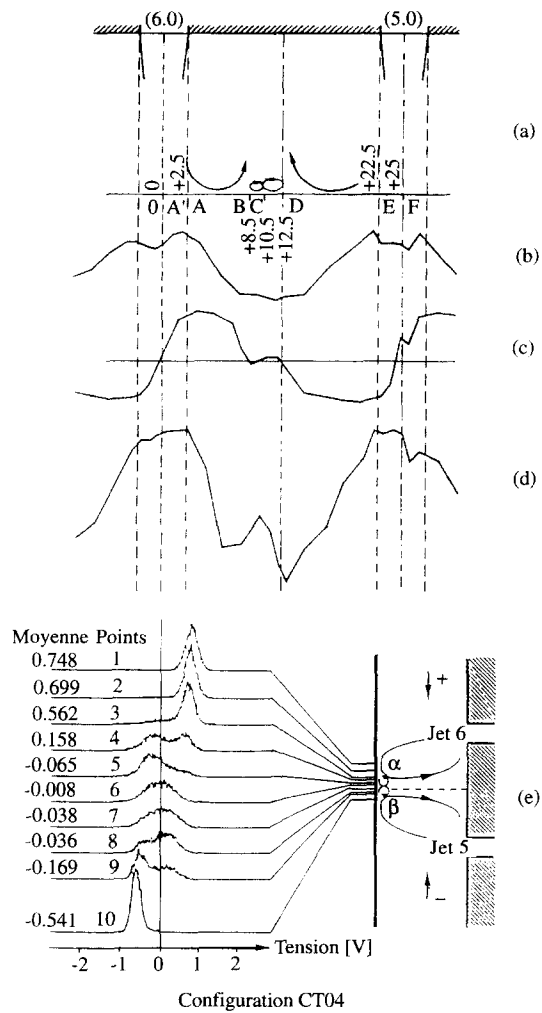 (6.0) (5.0)
(a)
0 +2.5 +22.5 +25
0 A' A B C D E F
+8.5 +10.5 +12.5
(b)
(c)
(d)
Moyenne Points
0.748 1
0.699 2
0.562 3
0.158 4
-0.065 5
-0.008 6
-0.038 7
-0.036 8
-0.169 9
-0.541 10
+
Jet 6
α
(e)
β
Jet 5
-
Tension [V]
-2 -1 0 1 2
Configuration CT04